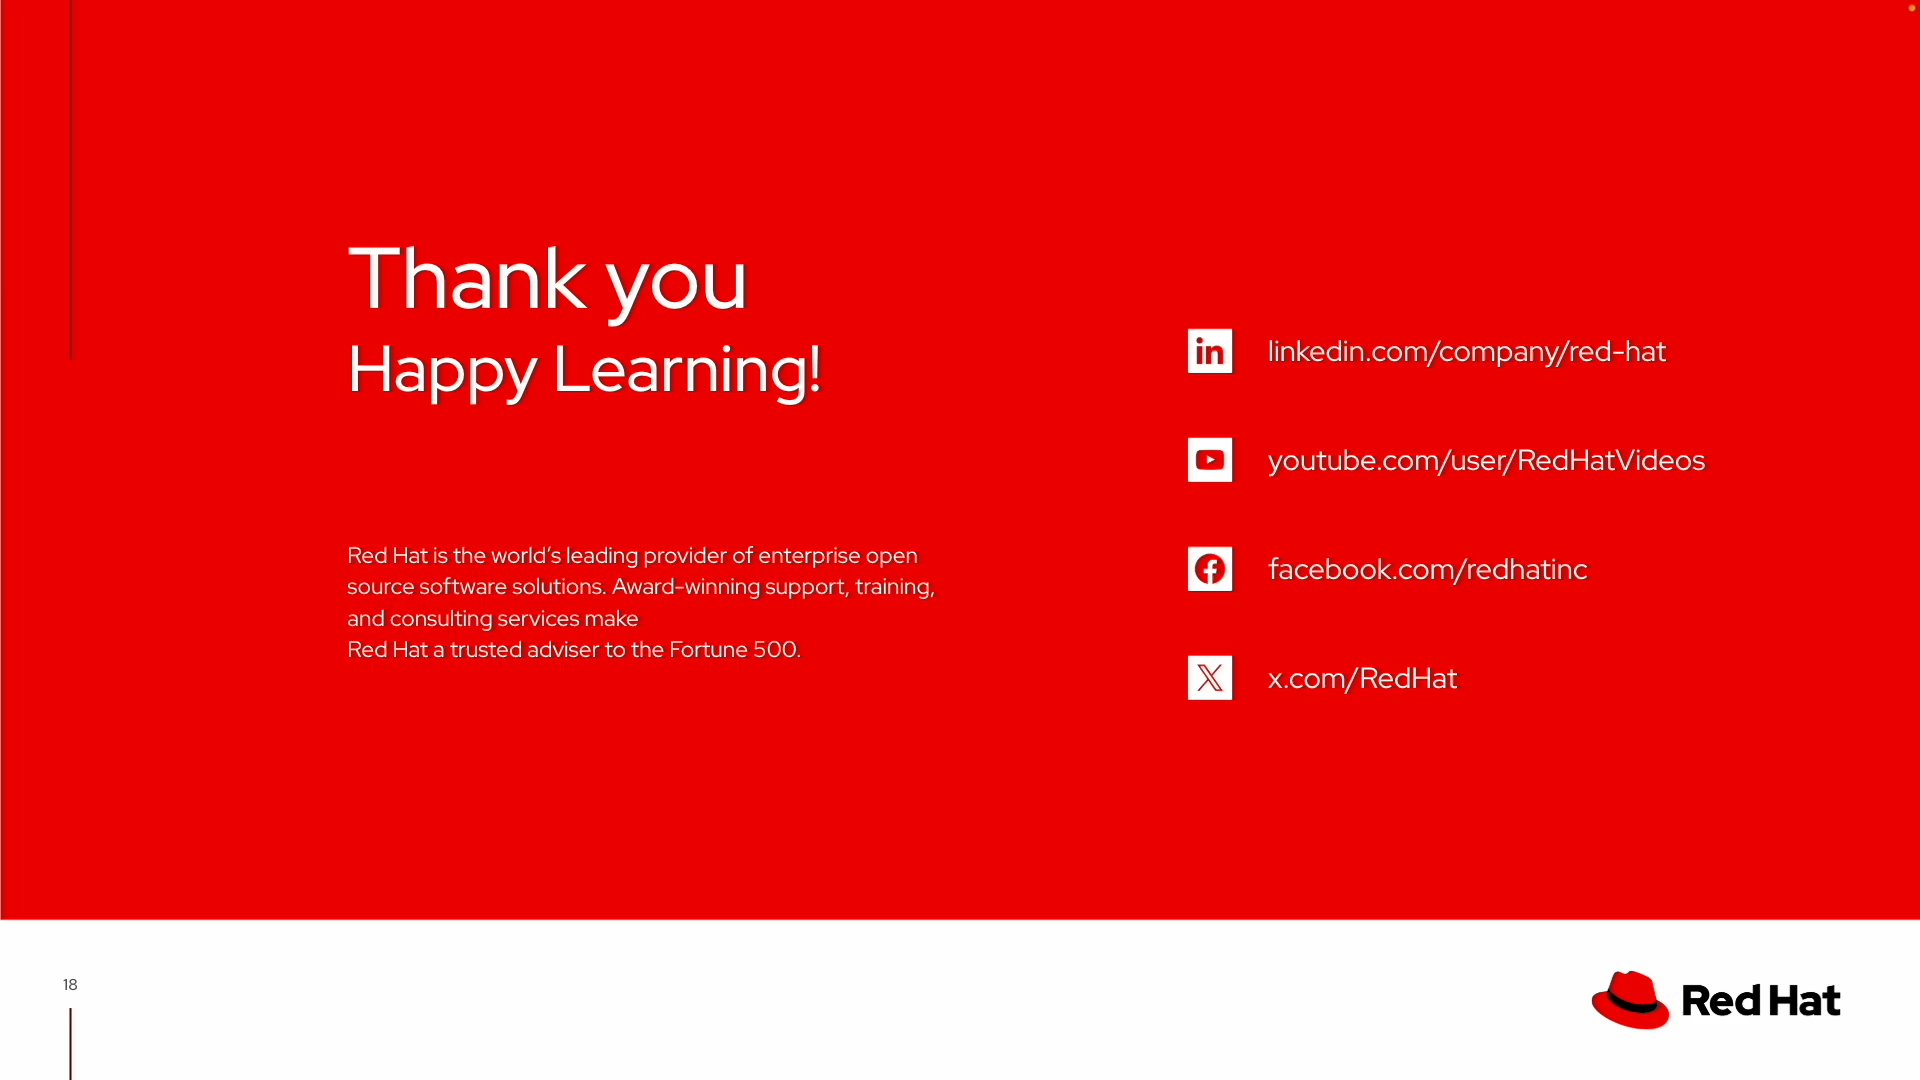 Thank you
Happy Learning!
Red Hat is the world’s leading provider of enterprise open
source software solutions. Award-winning support, training,
and consulting services make
Red Hat a trusted adviser to the Fortune 500.
in linkedin.com/company/red-hat
youtube.com/user/RedHatVideos
facebook.com/redhatinc
x.com/RedHat
18
Red Hat